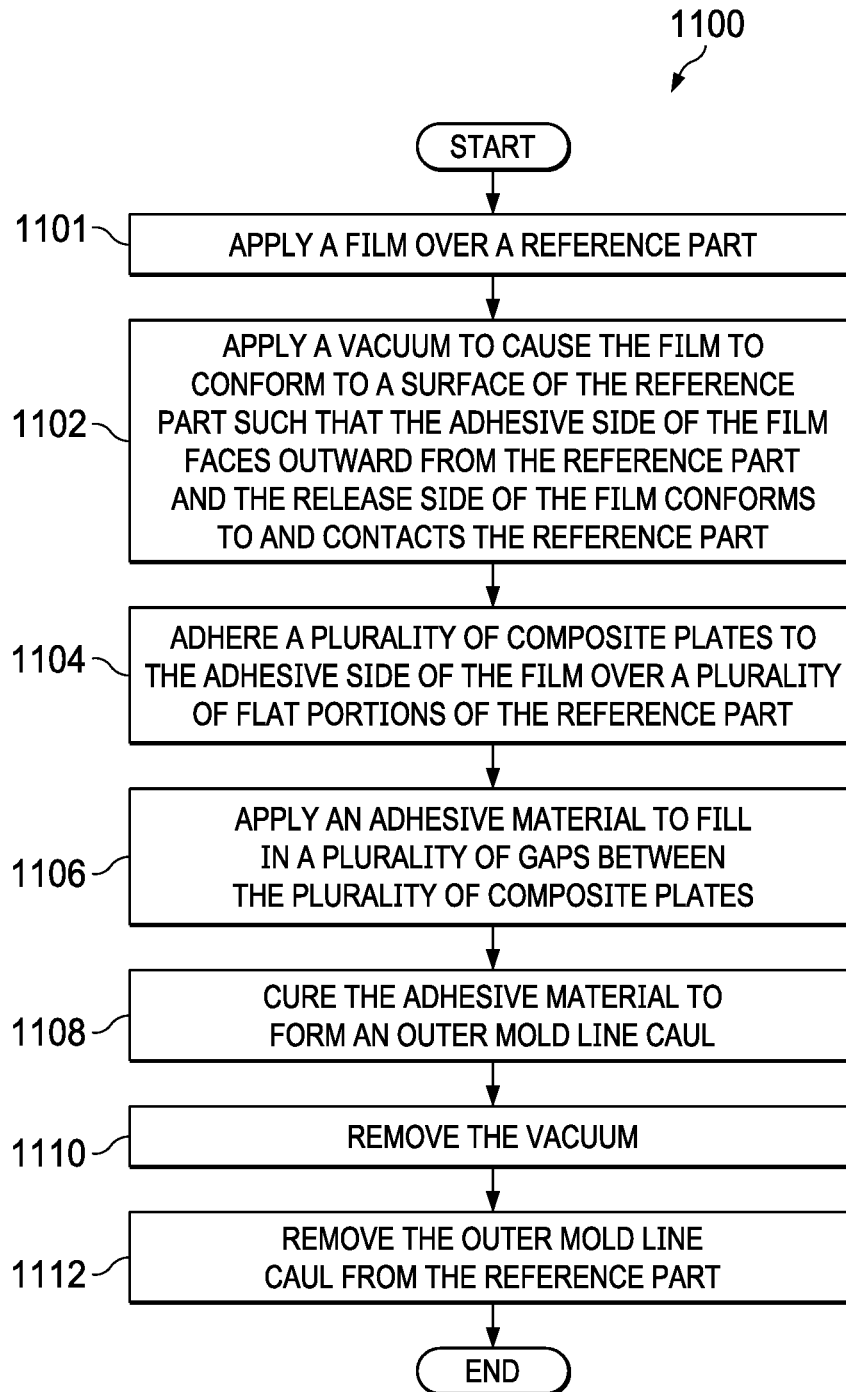 1100
START
1101
APPLY A FILM OVER A REFERENCE PART
1102
APPLY A VACUUM TO CAUSE THE FILM TO
CONFORM TO A SURFACE OF THE REFERENCE
PART SUCH THAT THE ADHESIVE SIDE OF THE FILM
FACES OUTWARD FROM THE REFERENCE PART
AND THE RELEASE SIDE OF THE FILM CONFORMS
TO AND CONTACTS THE REFERENCE PART
1104
ADHERE A PLURALITY OF COMPOSITE PLATES TO
THE ADHESIVE SIDE OF THE FILM OVER A PLURALITY
OF FLAT PORTIONS OF THE REFERENCE PART
1106
APPLY AN ADHESIVE MATERIAL TO FILL
IN A PLURALITY OF GAPS BETWEEN
THE PLURALITY OF COMPOSITE PLATES
1108
CURE THE ADHESIVE MATERIAL TO
FORM AN OUTER MOLD LINE CAUL
1110
REMOVE THE VACUUM
1112
REMOVE THE OUTER MOLD LINE
CAUL FROM THE REFERENCE PART
END